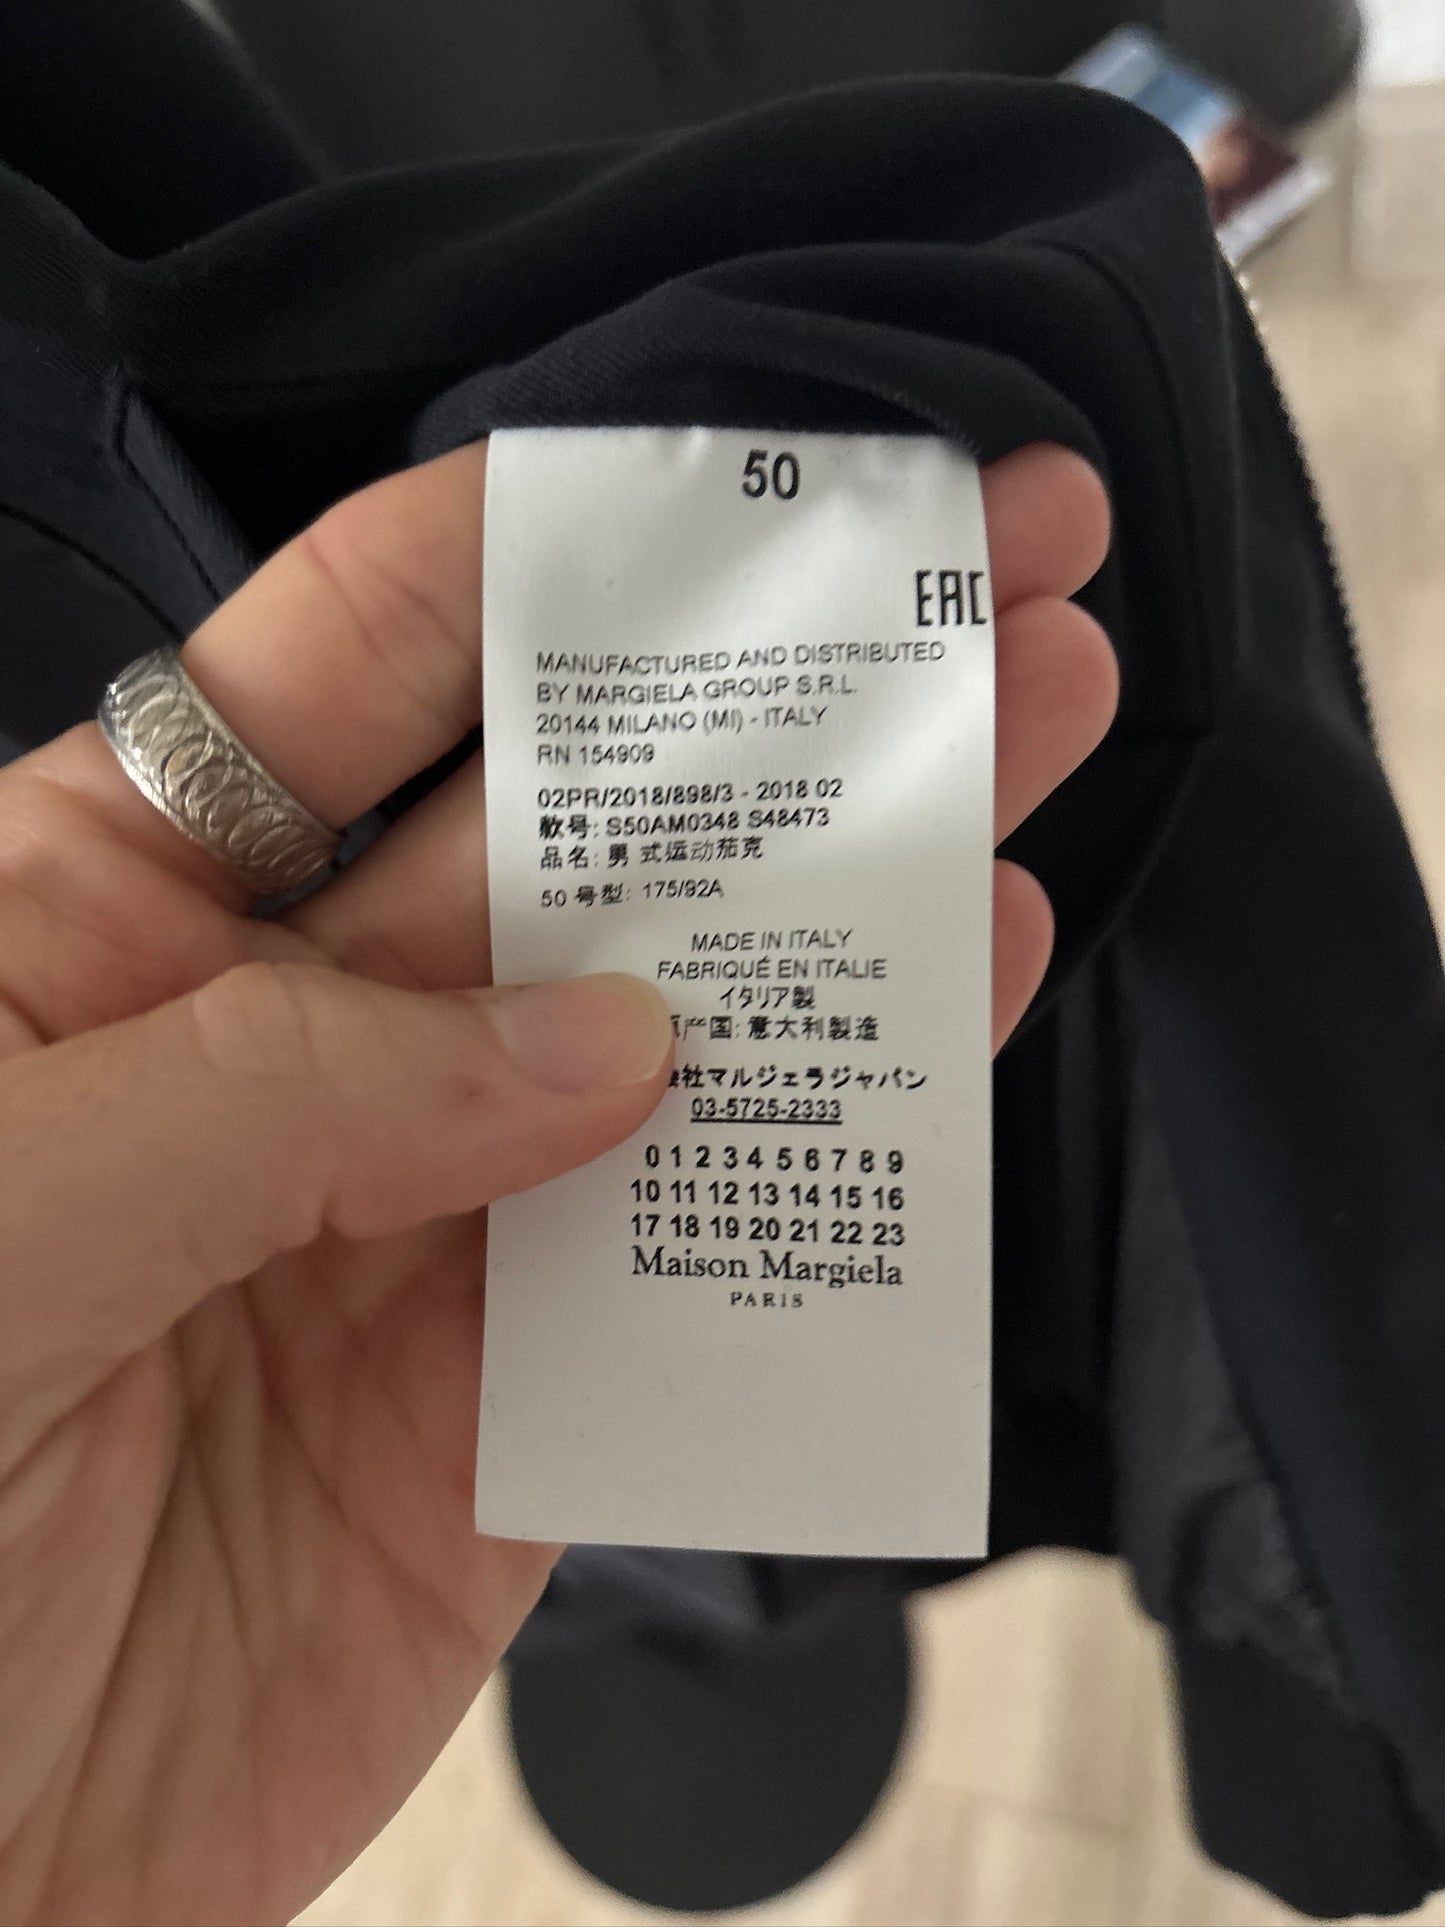 50
EAC
MANUFACTURED AND DISTRIBUTED
BY MARGIELA GROUP S.R.L.
20144 MILANO (MI) - ITALY
RN 154909
02PR/2018/898/3 - 2018 02
款号: S50AM0348 S48473
品名: 男 式运动茄克
50 号型: 175/92A
MADE IN ITALY
FABRIQUÉ EN ITALIE
イタリア製
产国: 意大利製造
社マルジェラジャパン
03-5725-2333
0 1 2 3 4 5 6 7 8 9
10 11 12 13 14 15 16
17 18 19 20 21 22 23
Maison Margiela
PARIS